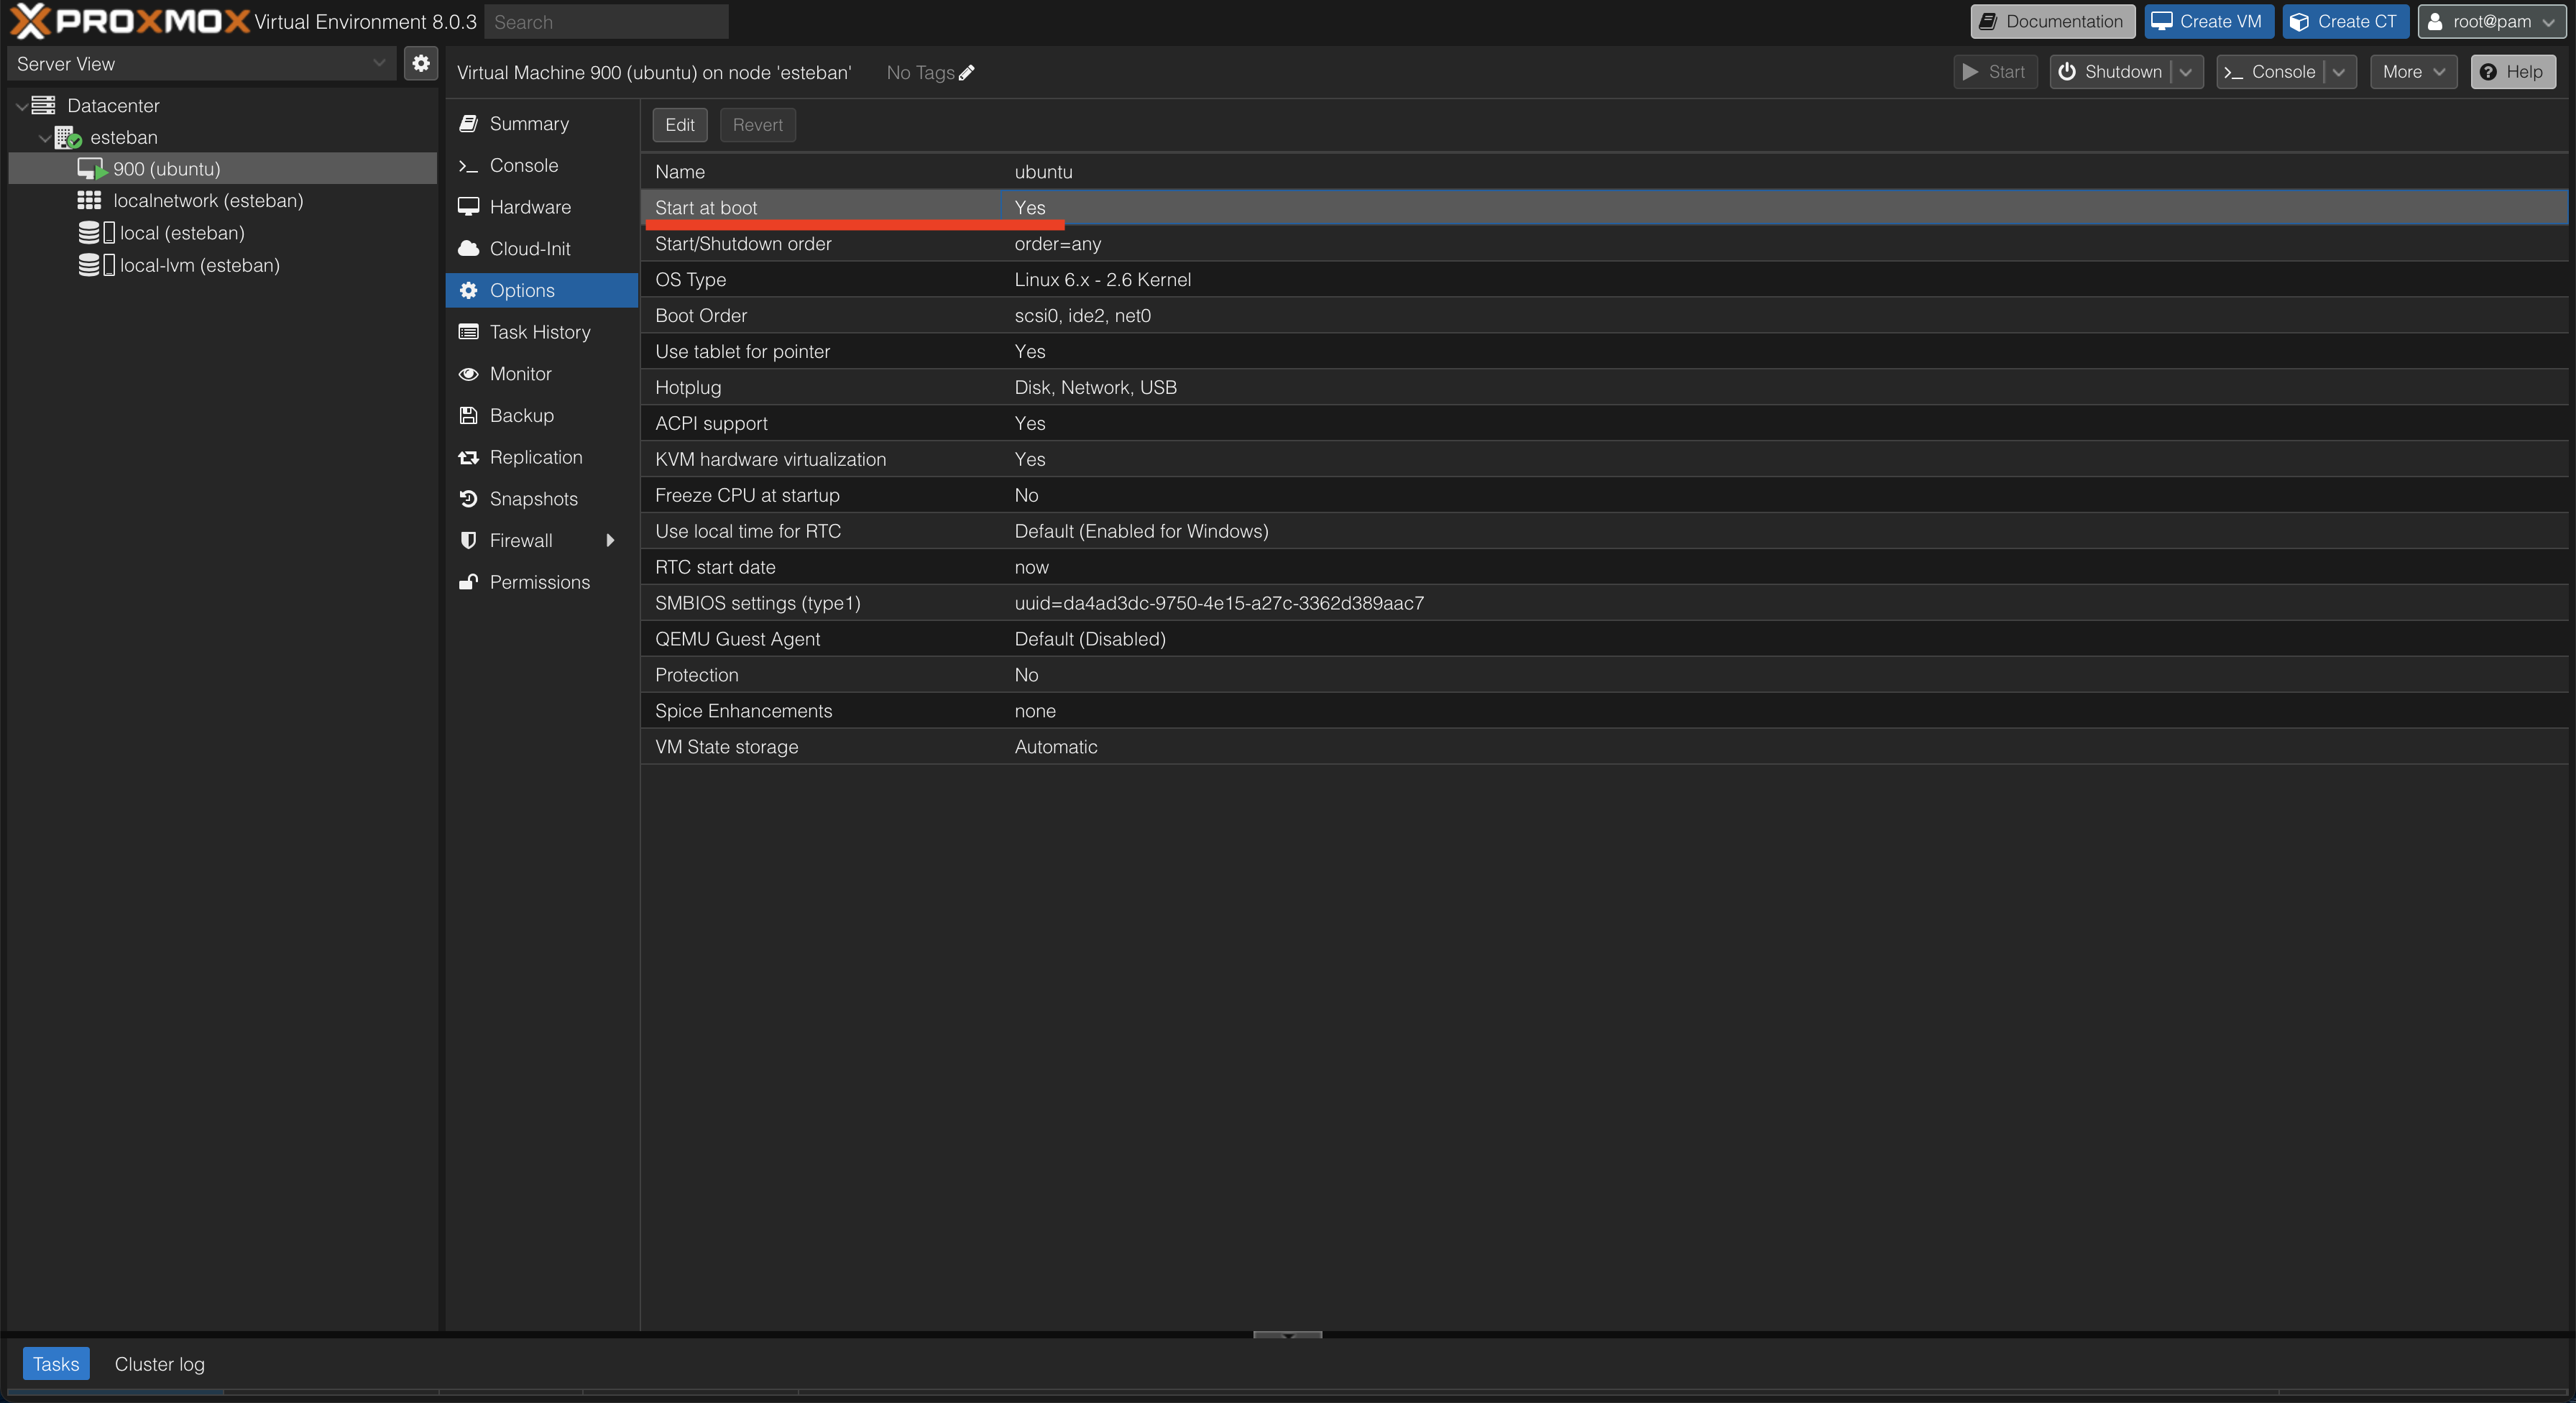 PROXMOX Virtual Environment 8.0.3 Search Documentation Create VM Create CT root@pam
Server View
Datacenter
esteban
900 (ubuntu)
localnetwork (esteban)
local (esteban)
local-lvm (esteban)
Virtual Machine 900 (ubuntu) on node 'esteban' No Tags Start Shutdown Console More Help
Summary
Console
Hardware
Cloud-Init
Options
Task History
Monitor
Backup
Replication
Snapshots
Firewall
Permissions
Edit Revert
Name ubuntu
Start at boot Yes
Start/Shutdown order order=any
OS Type Linux 6.x - 2.6 Kernel
Boot Order scsi0, ide2, net0
Use tablet for pointer Yes
Hotplug Disk, Network, USB
ACPI support Yes
KVM hardware virtualization Yes
Freeze CPU at startup No
Use local time for RTC Default (Enabled for Windows)
RTC start date now
SMBIOS settings (type1) uuid=da4ad3dc-9750-4e15-a27c-3362d389aac7
QEMU Guest Agent Default (Disabled)
Protection No
Spice Enhancements none
VM State storage Automatic
Tasks Cluster log